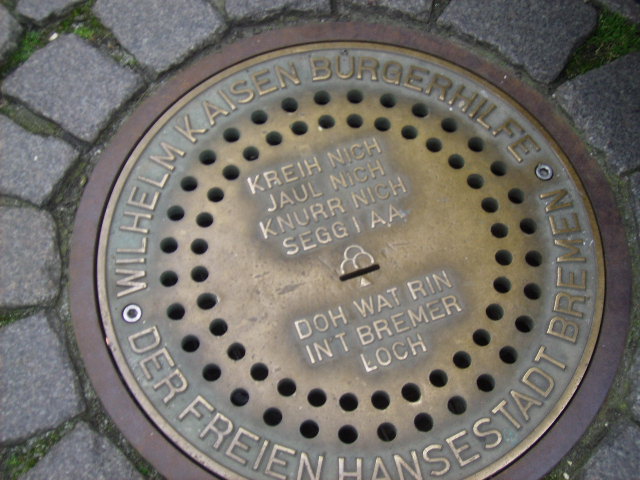 WILHELM KAISEN BÜRGERHILFE
DER FREIEN HANSESTADT BREMEN
KREIH NICH
JAUL NICH
KNURR NICH
SEGG I AA
DOH WAT RIN
IN'T BREMER
LOCH